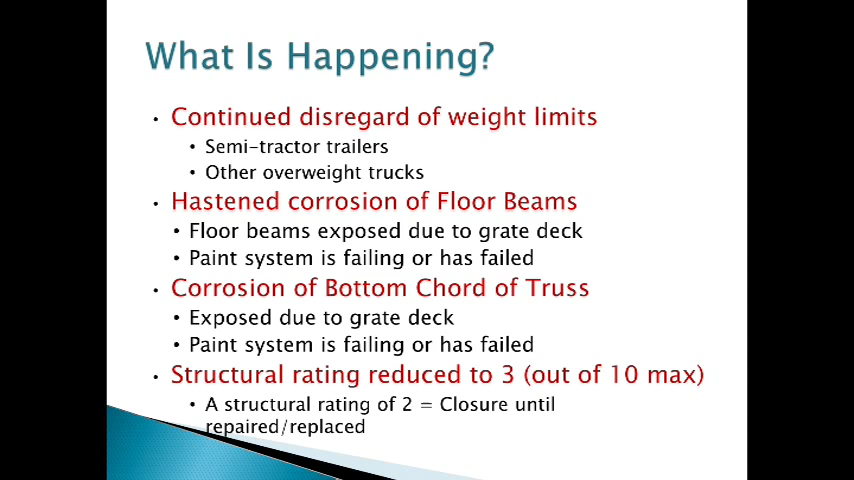 What Is Happening?
• Continued disregard of weight limits
• Semi-tractor trailers
• Other overweight trucks
• Hastened corrosion of Floor Beams
• Floor beams exposed due to grate deck
• Paint system is failing or has failed
• Corrosion of Bottom Chord of Truss
• Exposed due to grate deck
• Paint system is failing or has failed
• Structural rating reduced to 3 (out of 10 max)
• A structural rating of 2 = Closure until
repaired/replaced